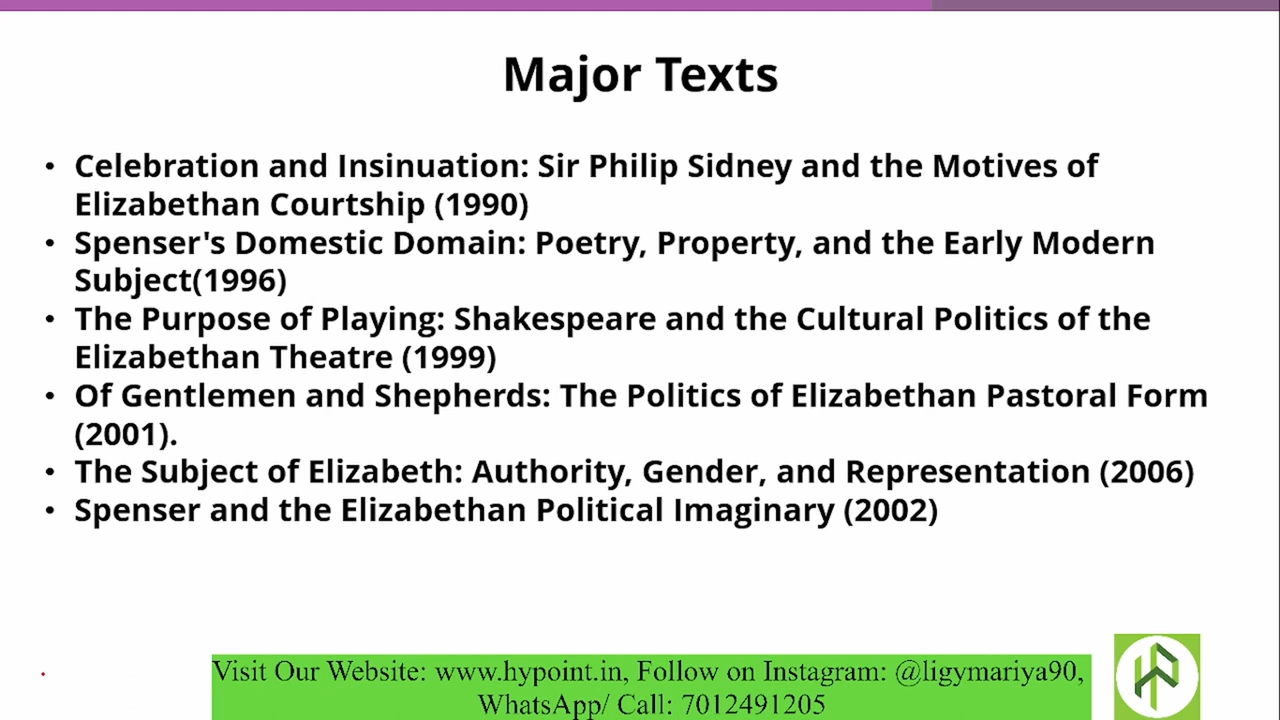 Major Texts
• Celebration and Insinuation: Sir Philip Sidney and the Motives of
Elizabethan Courtship (1990)
• Spenser's Domestic Domain: Poetry, Property, and the Early Modern
Subject(1996)
• The Purpose of Playing: Shakespeare and the Cultural Politics of the
Elizabethan Theatre (1999)
• Of Gentlemen and Shepherds: The Politics of Elizabethan Pastoral Form
(2001).
• The Subject of Elizabeth: Authority, Gender, and Representation (2006)
• Spenser and the Elizabethan Political Imaginary (2002)
Visit Our Website: www.hypoint.in, Follow on Instagram: @ligymariya90,
WhatsApp/ Call: 7012491205